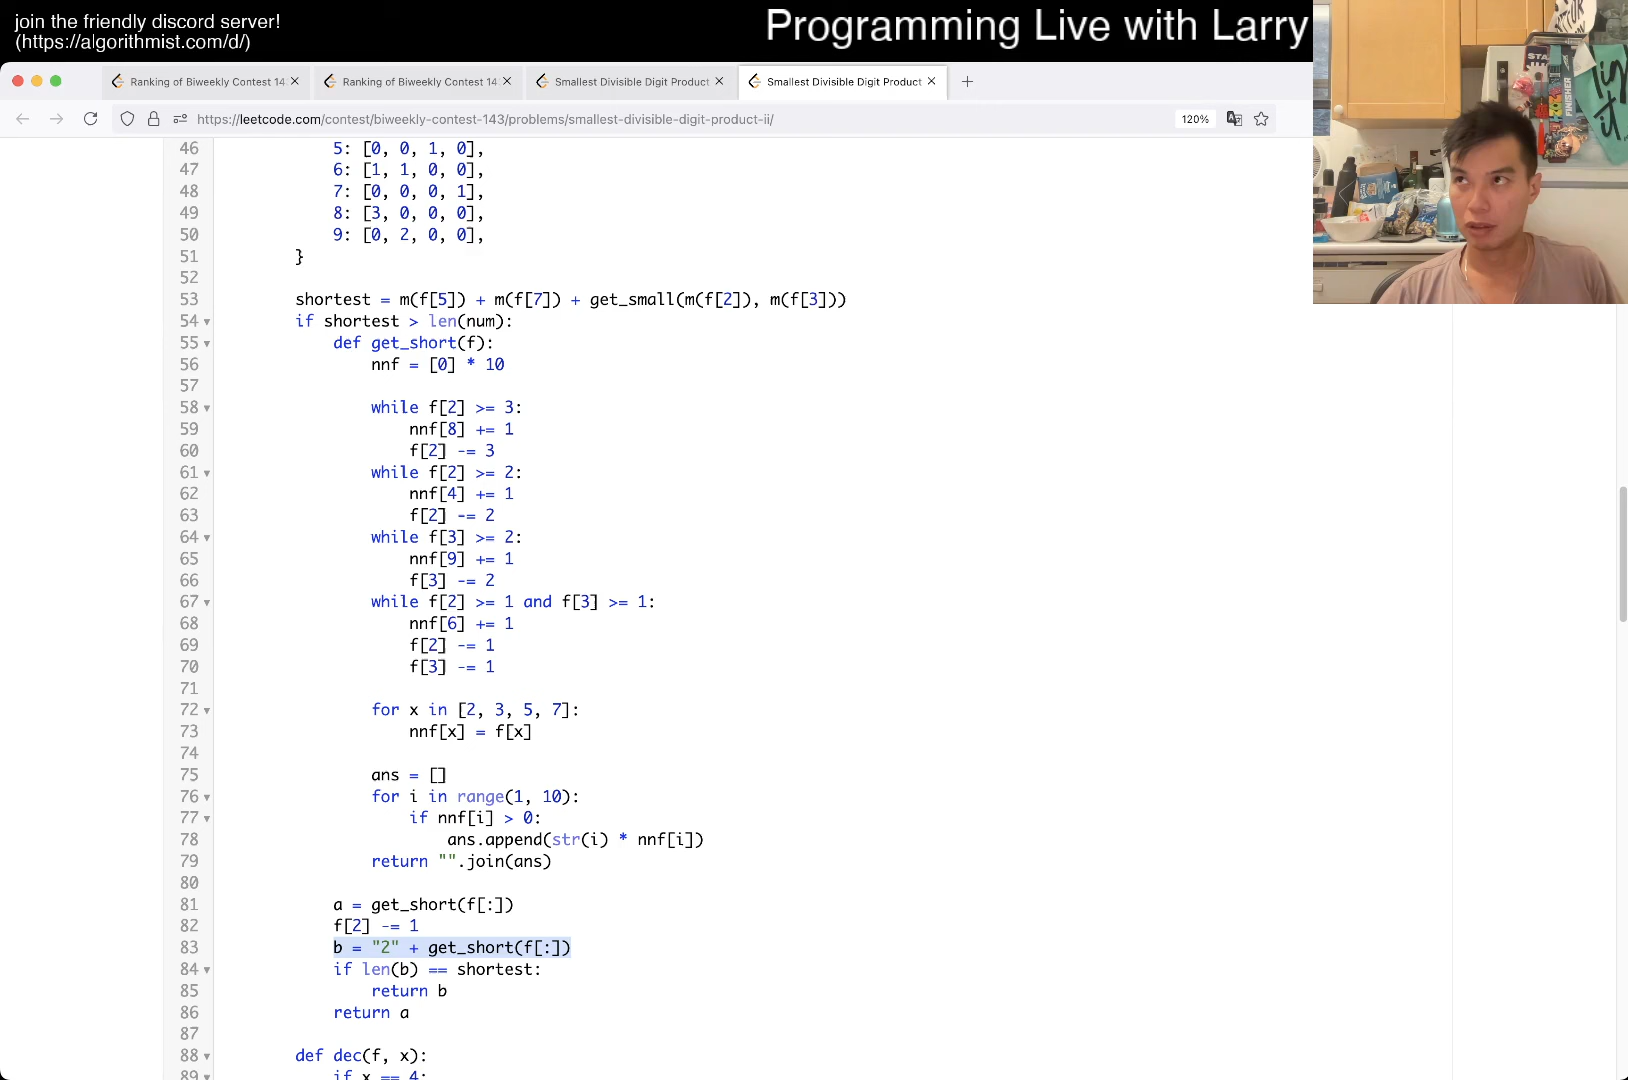 join the friendly discord server!
(https://algorithmist.com/d/)
Programming Live with Larry
Ranking of Biweekly Contest 14
Ranking of Biweekly Contest 14
Smallest Divisible Digit Product
Smallest Divisible Digit Product
https://leetcode.com/contest/biweekly-contest-143/problems/smallest-divisible-digit-product-ii/
120%
46 5: [0, 0, 1, 0],
47 6: [1, 1, 0, 0],
48 7: [0, 0, 0, 1],
49 8: [3, 0, 0, 0],
50 9: [0, 2, 0, 0],
51 }
52
53 shortest = m(f[5]) + m(f[7]) + get_small(m(f[2]), m(f[3]))
54 if shortest > len(num):
55 def get_short(f):
56 nnf = [0] * 10
57
58 while f[2] >= 3:
59 nnf[8] += 1
60 f[2] -= 3
61 while f[2] >= 2:
62 nnf[4] += 1
63 f[2] -= 2
64 while f[3] >= 2:
65 nnf[9] += 1
66 f[3] -= 2
67 while f[2] >= 1 and f[3] >= 1:
68 nnf[6] += 1
69 f[2] -= 1
70 f[3] -= 1
71
72 for x in [2, 3, 5, 7]:
73 nnf[x] = f[x]
74
75 ans = []
76 for i in range(1, 10):
77 if nnf[i] > 0:
78 ans.append(str(i) * nnf[i])
79 return "".join(ans)
80
81 a = get_short(f[:])
82 f[2] -= 1
83 b = "2" + get_short(f[:])
84 if len(b) == shortest:
85 return b
86 return a
87
88 def dec(f, x):
89 if x == 4:
FINISHER